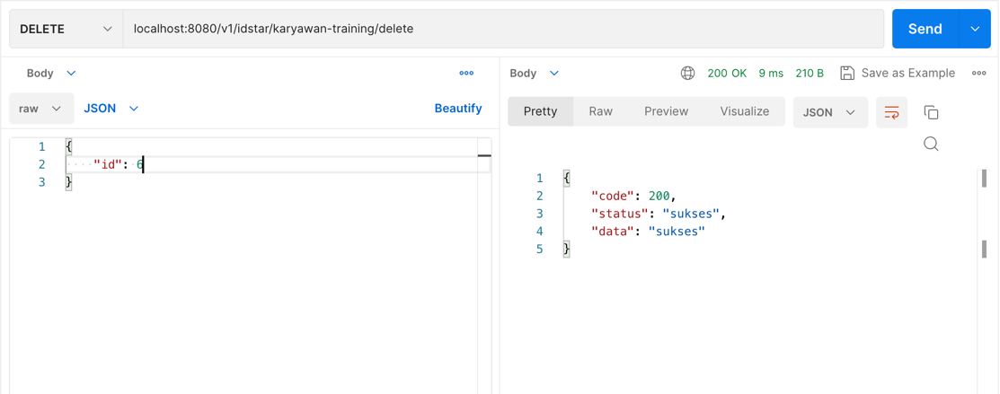 DELETE localhost:8080/v1/idstar/karyawan-training/delete Send
Body
raw JSON Beautify
1 {
2 "id": 6
3 }
Body 200 OK 9 ms 210 B Save as Example
Pretty Raw Preview Visualize JSON
1 {
2 "code": 200,
3 "status": "sukses",
4 "data": "sukses"
5 }